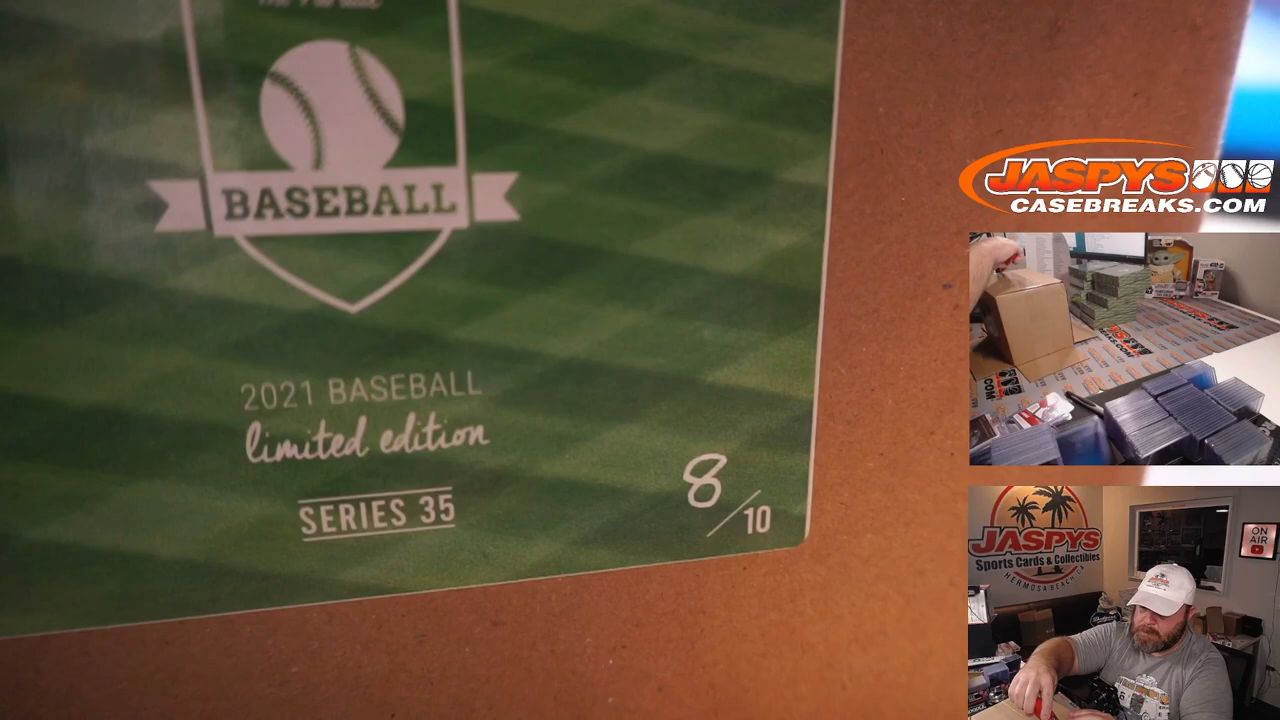 BASEBALL
2021 BASEBALL
limited edition
SERIES 35
8/10
JASPYS
CASEBREAKS.COM
JASPYS
Sports Cards & Collectibles
HERMOSA BEACH CA
ON
AIR